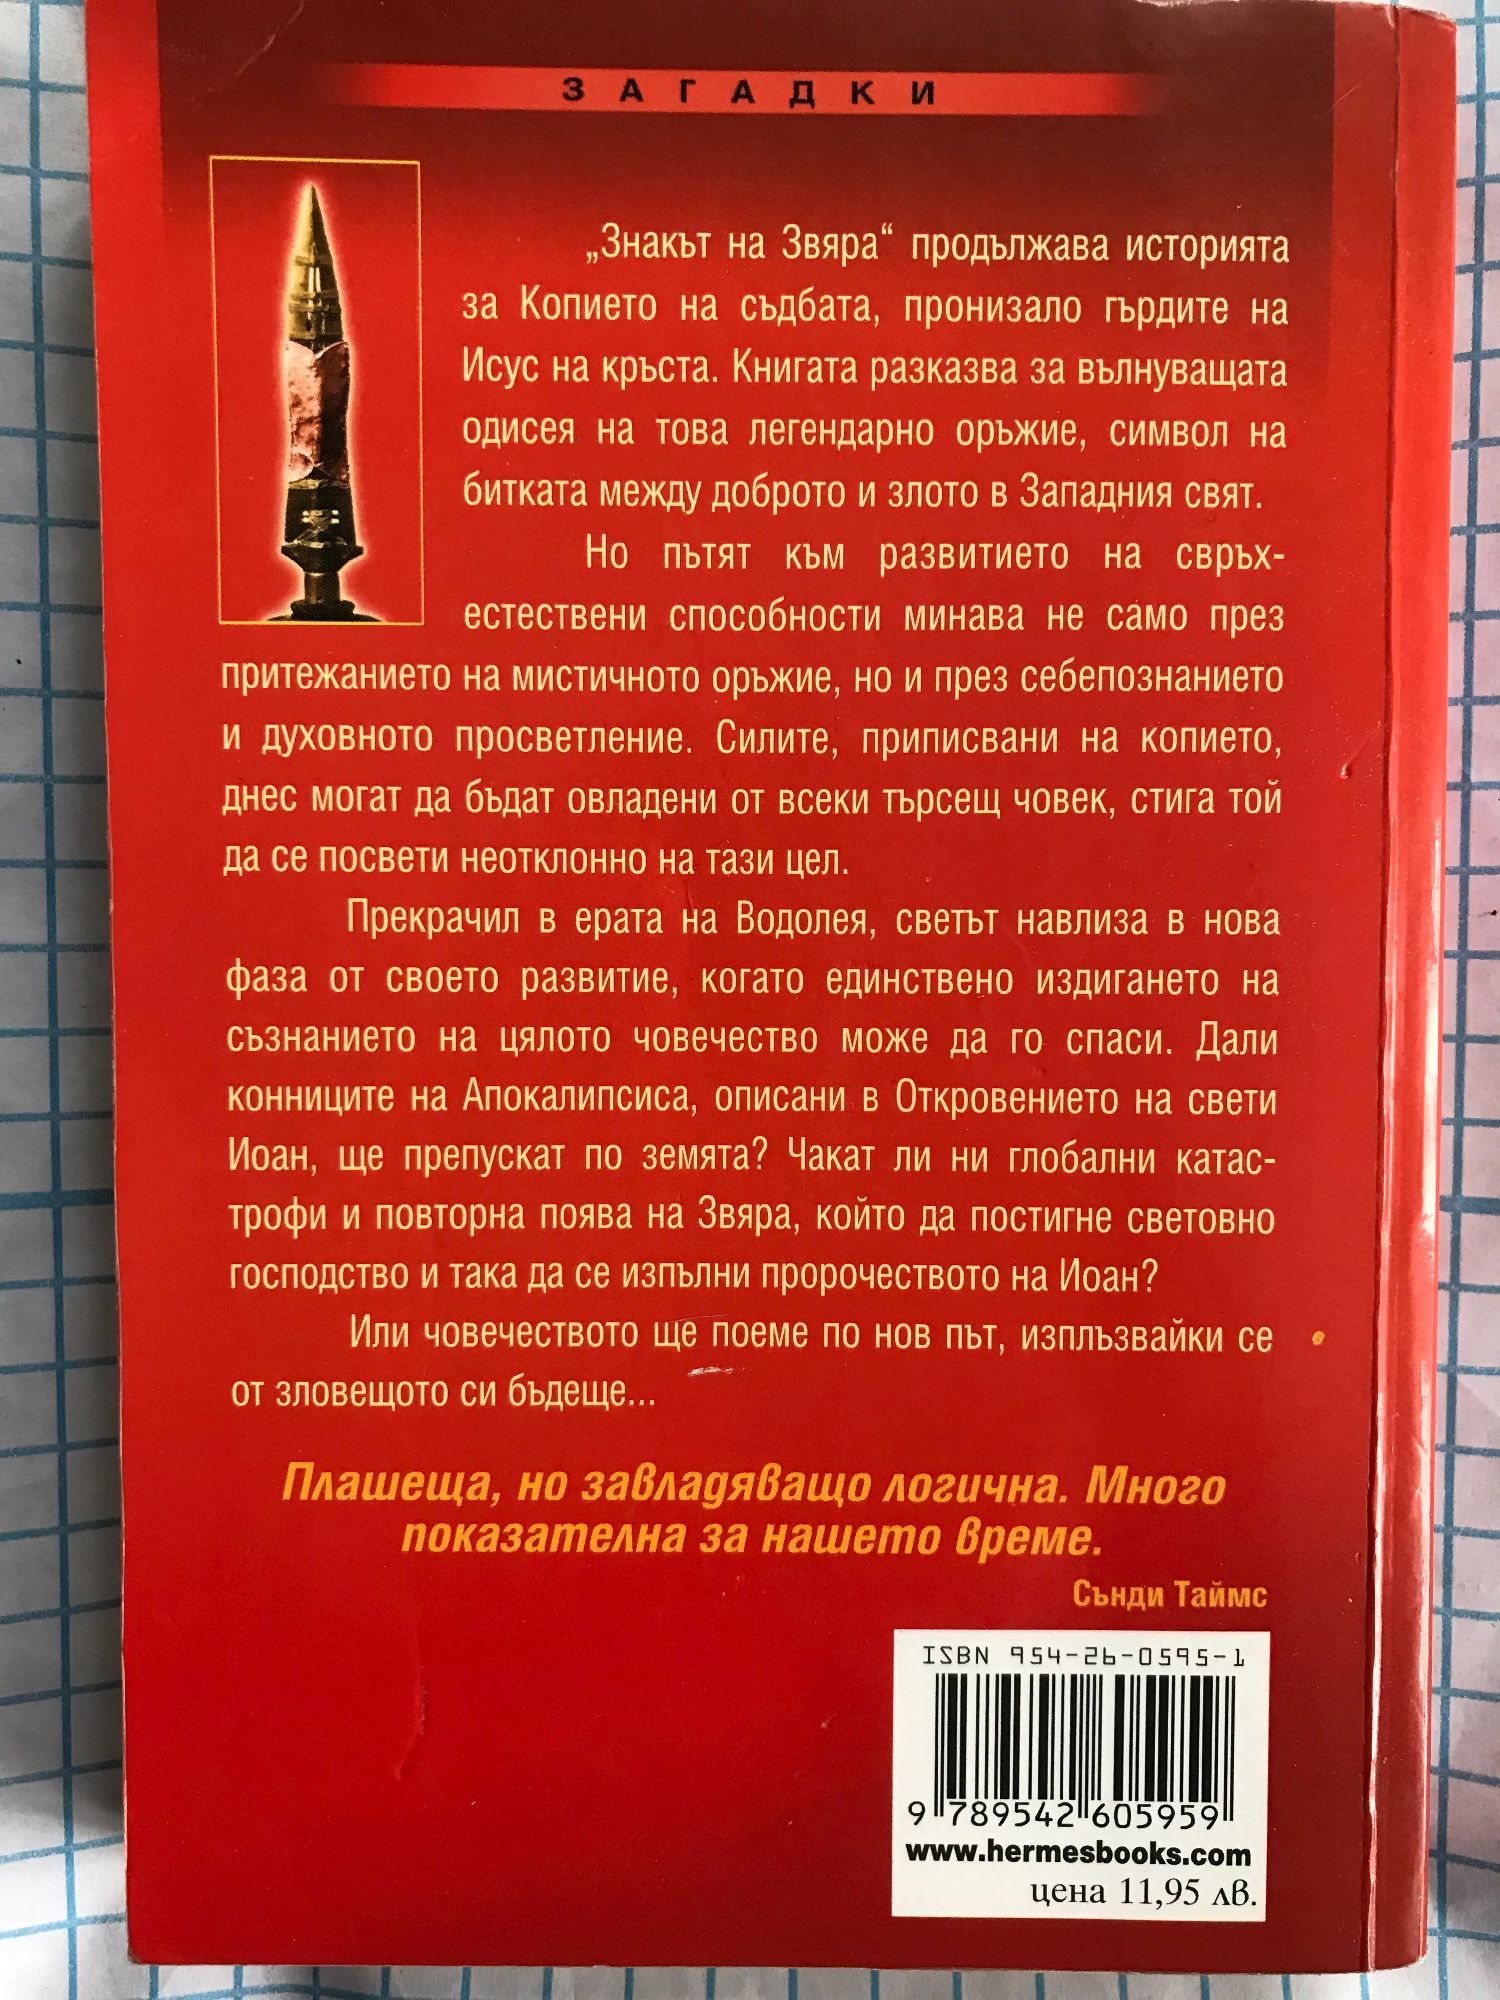 ЗАГАДКИ
„Знакът на Звяра“ продължава историята
за Копието на съдбата, пронизало гърдите на
Исус на кръста. Книгата разказва за вълнуващата
одисея на това легендарно оръжие, символ на
битката между доброто и злото в Западния свят.
Но пътят към развитието на свръх-
естествени способности минава не само през
притежанието на мистичното оръжие, но и през себепознанието
и духовното просветление. Силите, приписвани на копието,
днес могат да бъдат овладени от всеки търсещ човек, стига той
да се посвети неотклонно на тази цел.
Прекрачил в ерата на Водолея, светът навлиза в нова
фаза от своето развитие, когато единствено издигането на
съзнанието на цялото човечество може да го спаси. Дали
конниците на Апокалипсиса, описани в Откровението на свети
Иоан, ще препускат по земята? Чакат ли ни глобални катас-
трофи и повторна поява на Звяра, който да постигне световно
господство и така да се изпълни пророчеството на Иоан?
Или човечеството ще поеме по нов път, изплъзвайки се
от зловещото си бъдеще...
Плашеща, но завладяващо логична. Много
показателна за нашето време.
Сънди Таймс
ISBN 954-26-0595-1
9 789542 605959
www.hermesbooks.com
цена 11,95 лв.